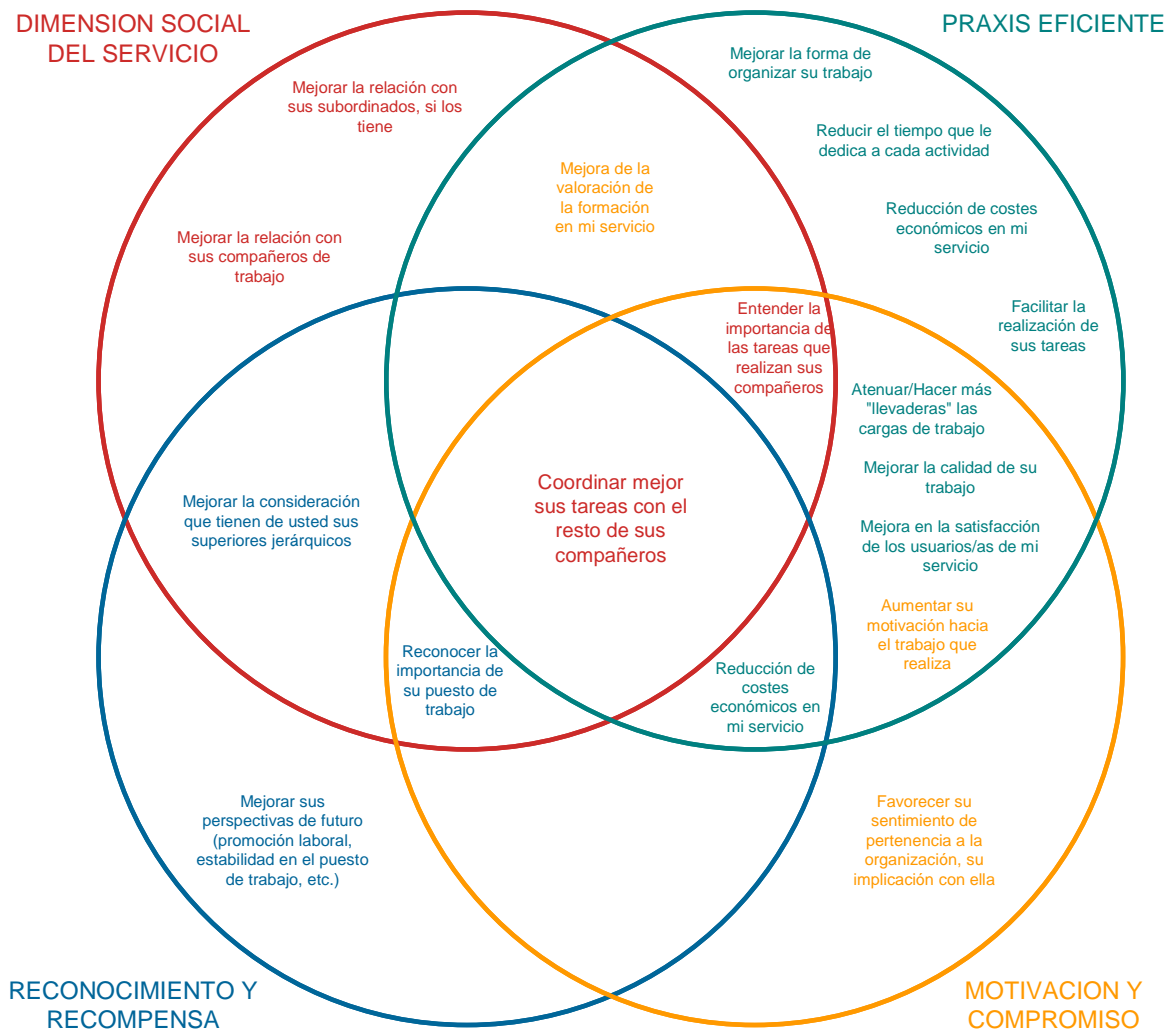 DIMENSION SOCIAL
DEL SERVICIO
PRAXIS EFICIENTE
Mejorar la forma de
organizar su trabajo
Mejorar la relación con
sus subordinados, si los
tiene
Reducir el tiempo que le
dedica a cada actividad
Mejora de la
valoración de
la formación
en mi servicio
Reducción de costes
económicos en mi
servicio
Mejorar la relación con
sus compañeros de
trabajo
Entender la
importancia de
las tareas que
realizan sus
compañeros
Facilitar la
realización de
sus tareas
Atenuar/Hacer más
"llevaderas" las
cargas de trabajo
Mejorar la calidad de su
trabajo
Coordinar mejor
sus tareas con el
resto de sus
compañeros
Mejorar la consideración
que tienen de usted sus
superiores jerárquicos
Mejora en la satisfacción
de los usuarios/as de mi
servicio
Aumentar su
motivación hacia
el trabajo que
realiza
Reconocer la
importancia de
su puesto de
trabajo
Reducción de
costes
económicos en
mi servicio
Mejorar sus
perspectivas de futuro
(promoción laboral,
estabilidad en el puesto
de trabajo, etc.)
Favorecer su
sentimiento de
pertenencia a la
organización, su
implicación con ella
RECONOCIMIENTO Y
RECOMPENSA
MOTIVACION Y
COMPROMISO